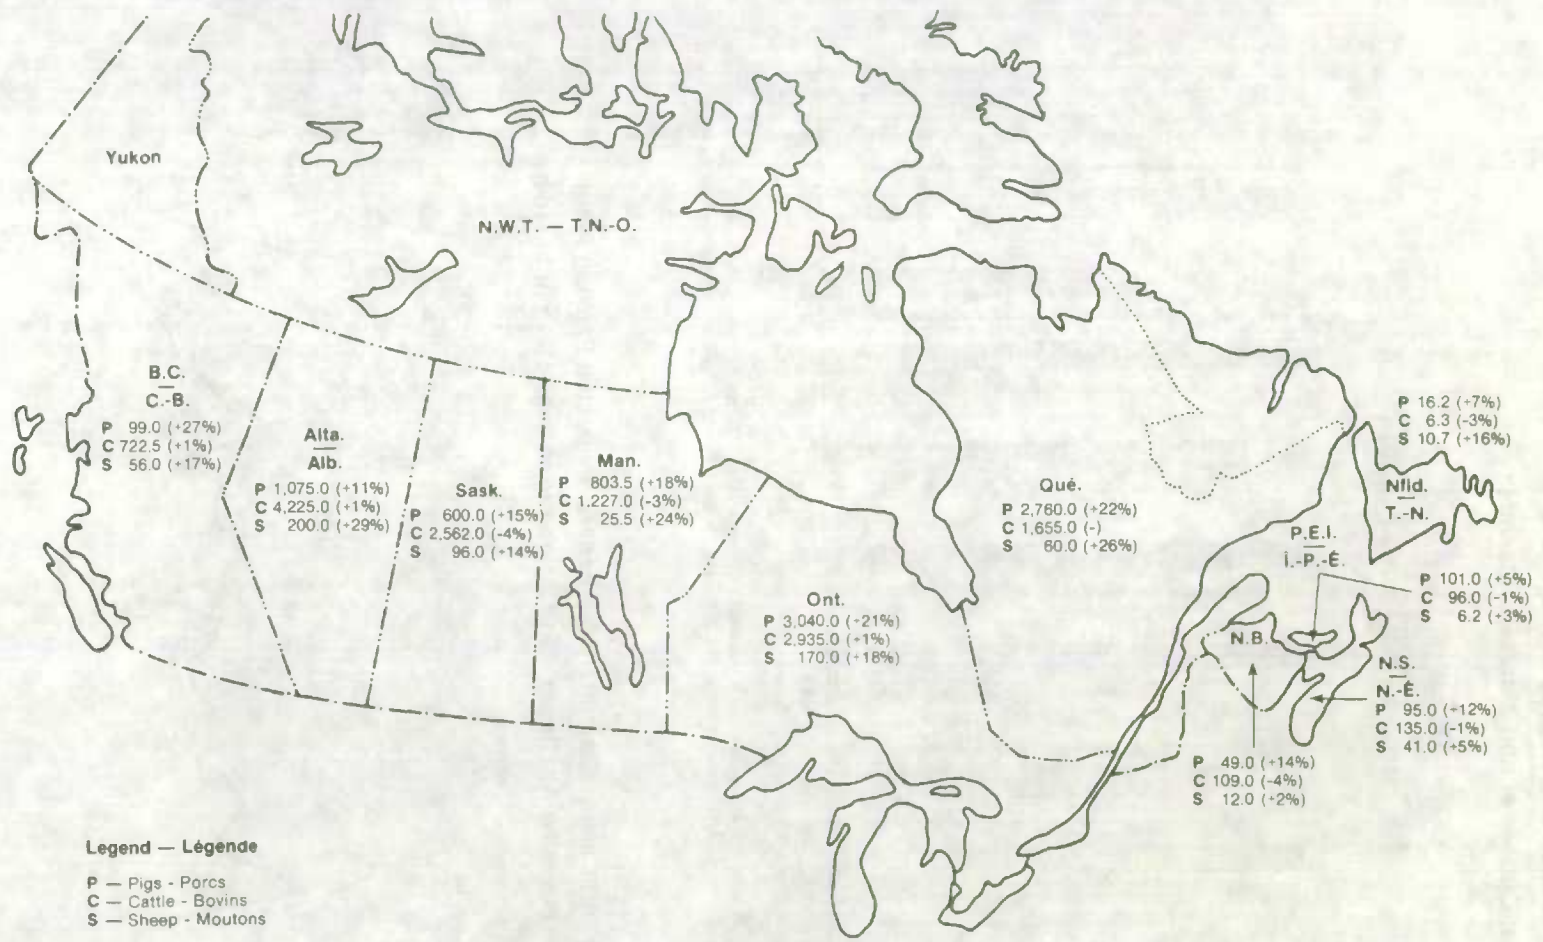 Yukon
N.W.T. — T.N.-O.
B.C.
C.-B.
P 99.0 (+27%)
C 722.5 (+1%)
S 56.0 (+17%)
Alta.
Alb.
P 1,075.0 (+11%)
C 4,225.0 (+1%)
S 200.0 (+29%)
Sask.
P 600.0 (+15%)
C 2,562.0 (-4%)
S 96.0 (+14%)
Man.
P 803.5 (+18%)
C 1,227.0 (-3%)
S 25.5 (+24%)
Ont.
P 3,040.0 (+21%)
C 2,935.0 (+1%)
S 170.0 (+18%)
Qué.
P 2,760.0 (+22%)
C 1,655.0 (-)
S 60.0 (+26%)
P 16.2 (+7%)
C 6.3 (-3%)
S 10.7 (+16%)
Nfld.
T.-N.
P.E.I.
Î.-P.-É.
P 101.0 (+5%)
C 96.0 (-1%)
S 6.2 (+3%)
N.B.
P 49.0 (+14%)
C 109.0 (-4%)
S 12.0 (+2%)
N.S.
N.-É.
P 95.0 (+12%)
C 135.0 (-1%)
S 41.0 (+5%)
Legend — Légende
P — Pigs - Porcs
C — Cattle - Bovins
S — Sheep - Moutons